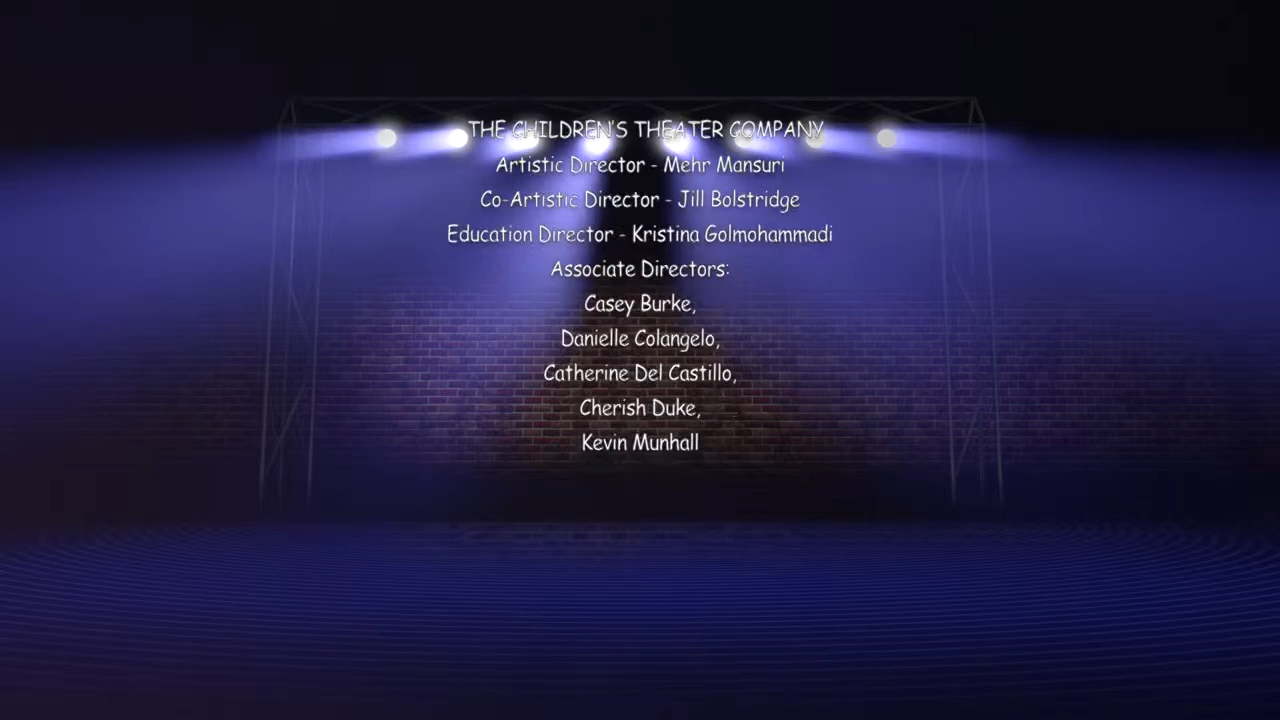 THE CHILDREN'S THEATER COMPANY
Artistic Director - Mehr Mansuri
Co-Artistic Director - Jill Bolstridge
Education Director - Kristina Golmohammadi
Associate Directors:
Casey Burke,
Danielle Colangelo,
Catherine Del Castillo,
Cherish Duke,
Kevin Munhall